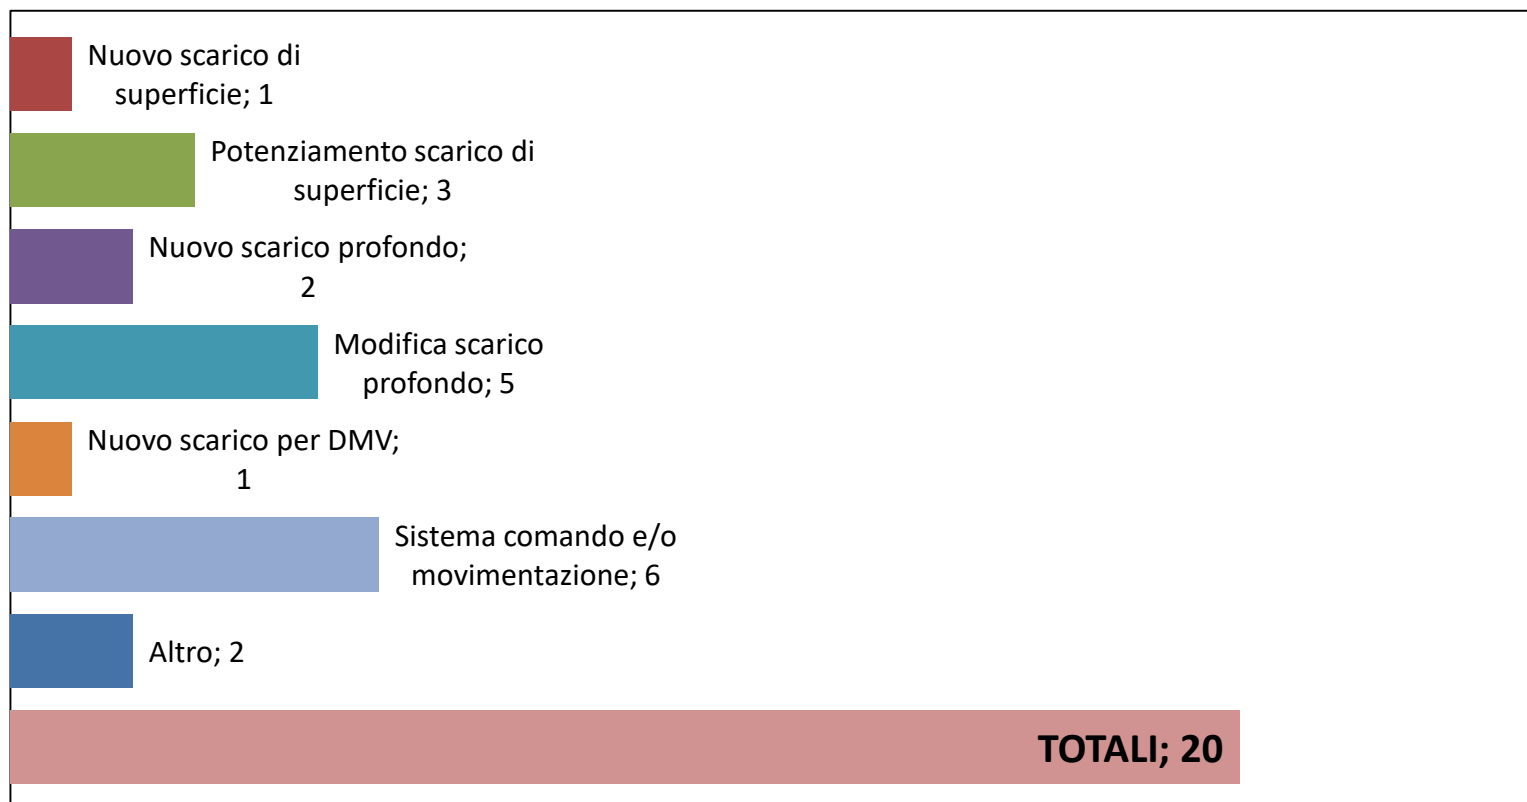 Nuovo scarico di
superficie; 1
Potenziamento scarico di
superficie; 3
Nuovo scarico profondo;
2
Modifica scarico
profondo; 5
Nuovo scarico per DMV;
1
Sistema comando e/o
movimentazione; 6
Altro; 2
TOTALI; 20